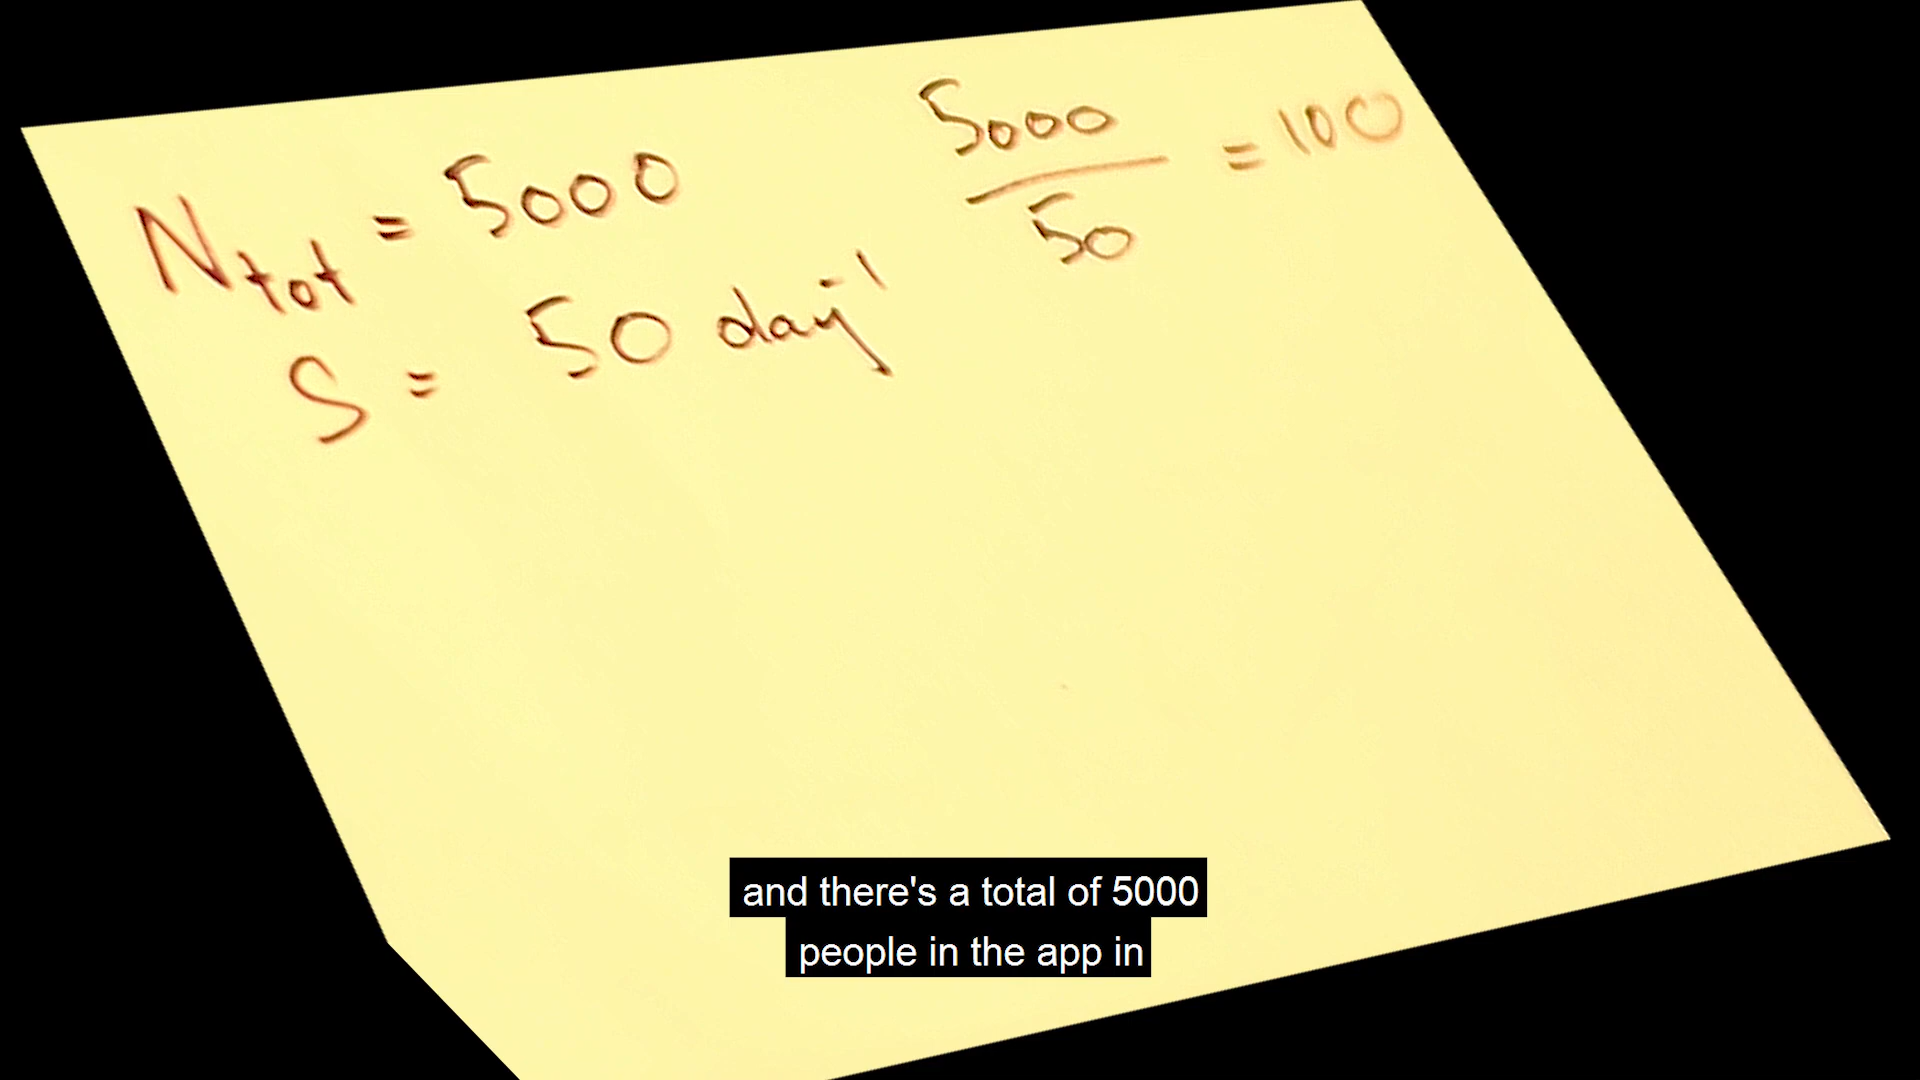 N_tot = 5000
S = 50 day⁻¹
5000
50
= 100
and there's a total of 5000
people in the app in